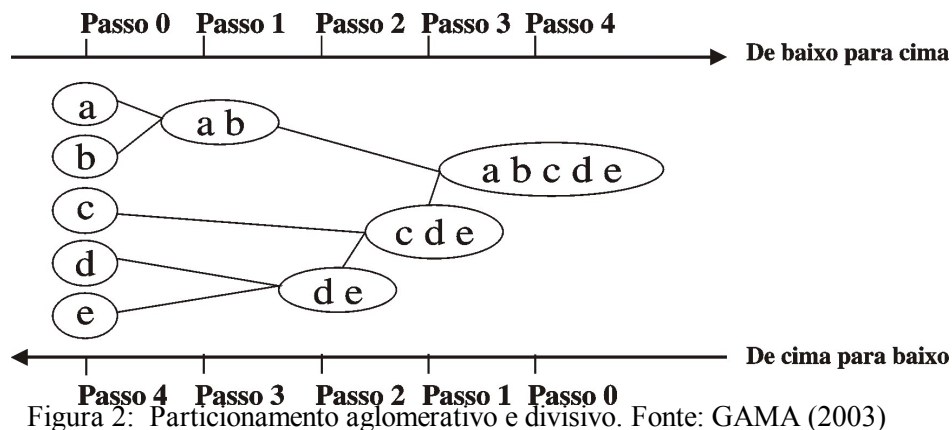 Passo 0 Passo 1 Passo 2 Passo 3 Passo 4
De baixo para cima
a
a b
b
a b c d e
c
c d e
d
d e
e
De cima para baixo
Passo 4 Passo 3 Passo 2 Passo 1 Passo 0
Figura 2: Particionamento aglomerativo e divisivo. Fonte: GAMA (2003)